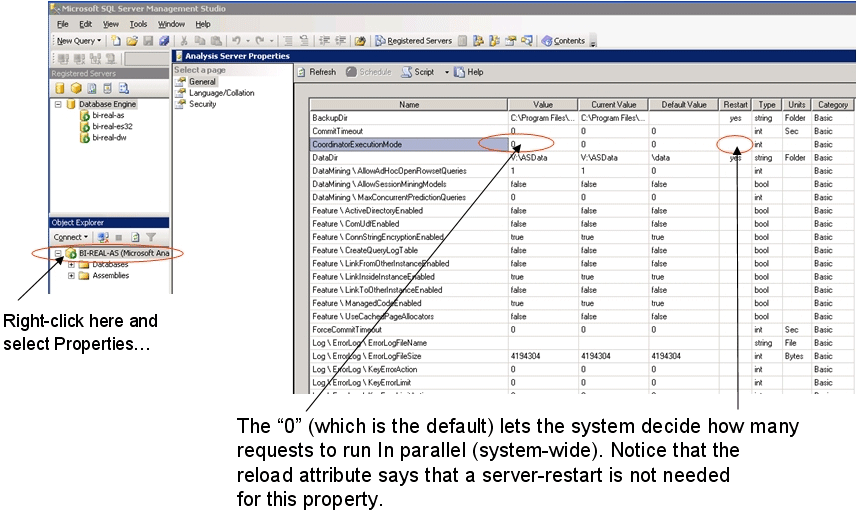 Microsoft SQL Server Management Studio
File Edit View Tools Window Help
New Query Registered Servers Contents
Registered Servers
Database Engine
bi-real-as
bi-real-es32
bi-real-dw
Object Explorer
Connect
BI-REAL-AS (Microsoft Ana
Databases
Assemblies
Right-click here and
select Properties…
Analysis Server Properties
Select a page
General
Language/Collation
Security
Refresh Schedule Script Help
Name Value Current Value Default Value Restart Type Units Category
BackupDir C:\Program Files\... C:\Program Files\... yes string Folder Basic
CommitTimeout 0 0 0 int Sec Basic
CoordinatorExecutionMode 0 0 0 int Basic
DataDir V:\ASData V:\ASData \data yes string Folder Basic
DataMining \ AllowAdHocOpenRowsetQueries 1 1 0 int Basic
DataMining \ AllowSessionMiningModels false false false bool Basic
DataMining \ MaxConcurrentPredictionQueries 0 0 0 int Basic
Feature \ ActiveDirectoryEnabled false false false bool Basic
Feature \ ComUdfEnabled false false false bool Basic
Feature \ ConnStringEncryptionEnabled true true true bool Basic
Feature \ CreateQueryLogTable false false false bool Basic
Feature \ LinkFromOtherInstanceEnabled false false false bool Basic
Feature \ LinkInsideInstanceEnabled true true true bool Basic
Feature \ LinkToOtherInstanceEnabled false false false bool Basic
Feature \ ManagedCodeEnabled true true true bool Basic
Feature \ UseCachedPageAllocators false false false bool Basic
ForceCommitTimeout 0 0 0 int Sec Basic
Log \ ErrorLog \ ErrorLogFileName string File Basic
Log \ ErrorLog \ ErrorLogFileSize 4194304 4194304 4194304 int Bytes Basic
Log \ ErrorLog \ KeyErrorAction 0 0 0 int Basic
Log \ ErrorLog \ KeyErrorLimit 0 0 0 int Basic
The “0” (which is the default) lets the system decide how many
requests to run In parallel (system-wide). Notice that the
reload attribute says that a server-restart is not needed
for this property.